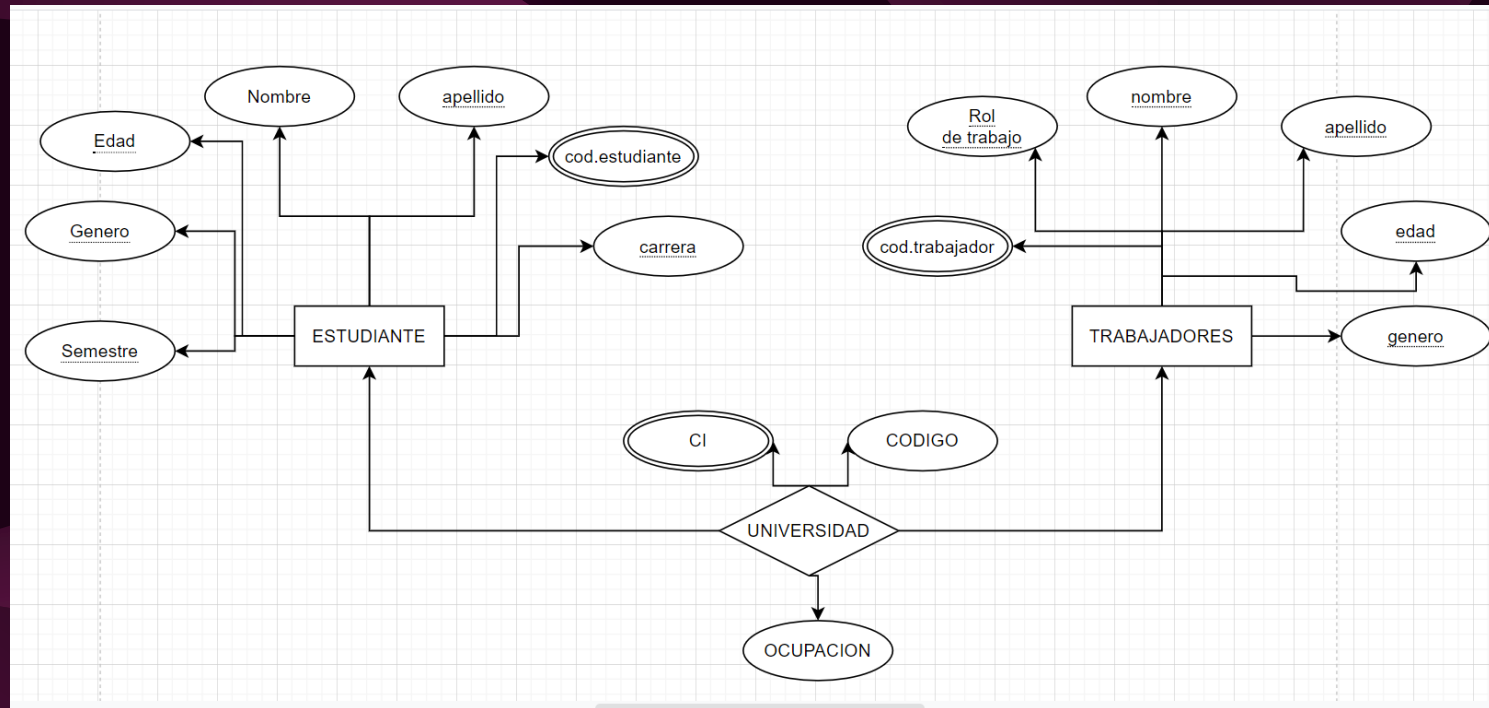 Nombre
apellido
Edad
cod.estudiante
Genero
carrera
Semestre
ESTUDIANTE
Rol
de trabajo
nombre
apellido
cod.trabajador
edad
TRABAJADORES
genero
CI
CODIGO
UNIVERSIDAD
OCUPACION